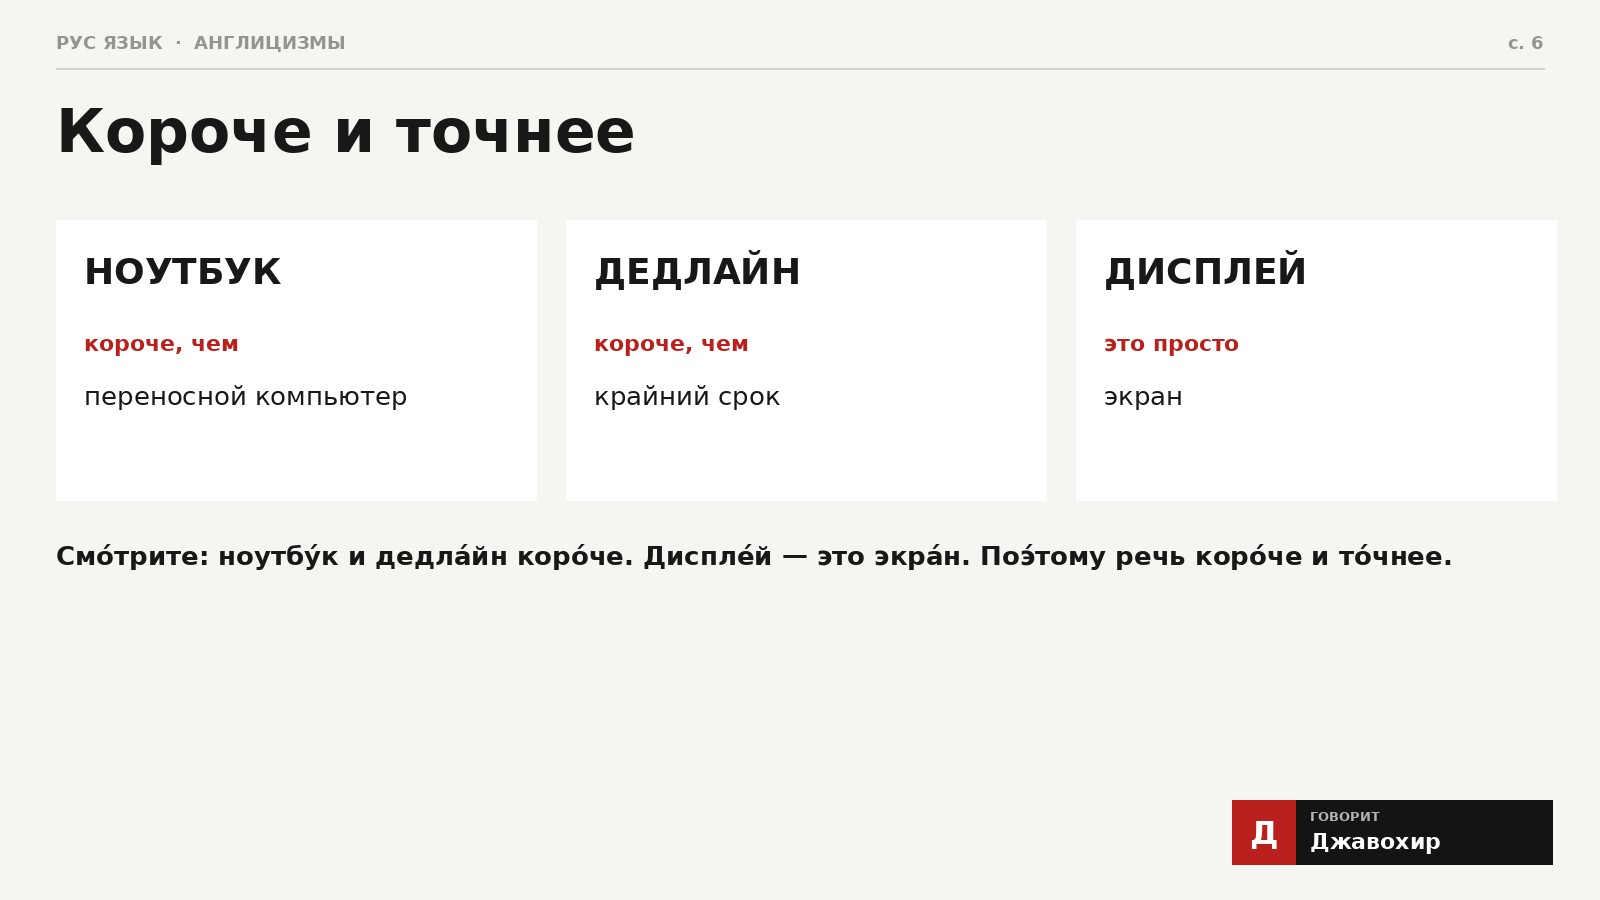 РУС ЯЗЫК · АНГЛИЦИЗМЫ
с. 6
Короче и точнее
НОУТБУК
короче, чем
переносной компьютер
ДЕДЛАЙН
короче, чем
крайний срок
ДИСПЛЕЙ
это просто
экран
Смо́трите: ноутбу́к и дедла́йн коро́че. Диспле́й — это экра́н. Поэ́тому речь коро́че и то́чнее.
Д
ГОВОРИТ
Джавохир